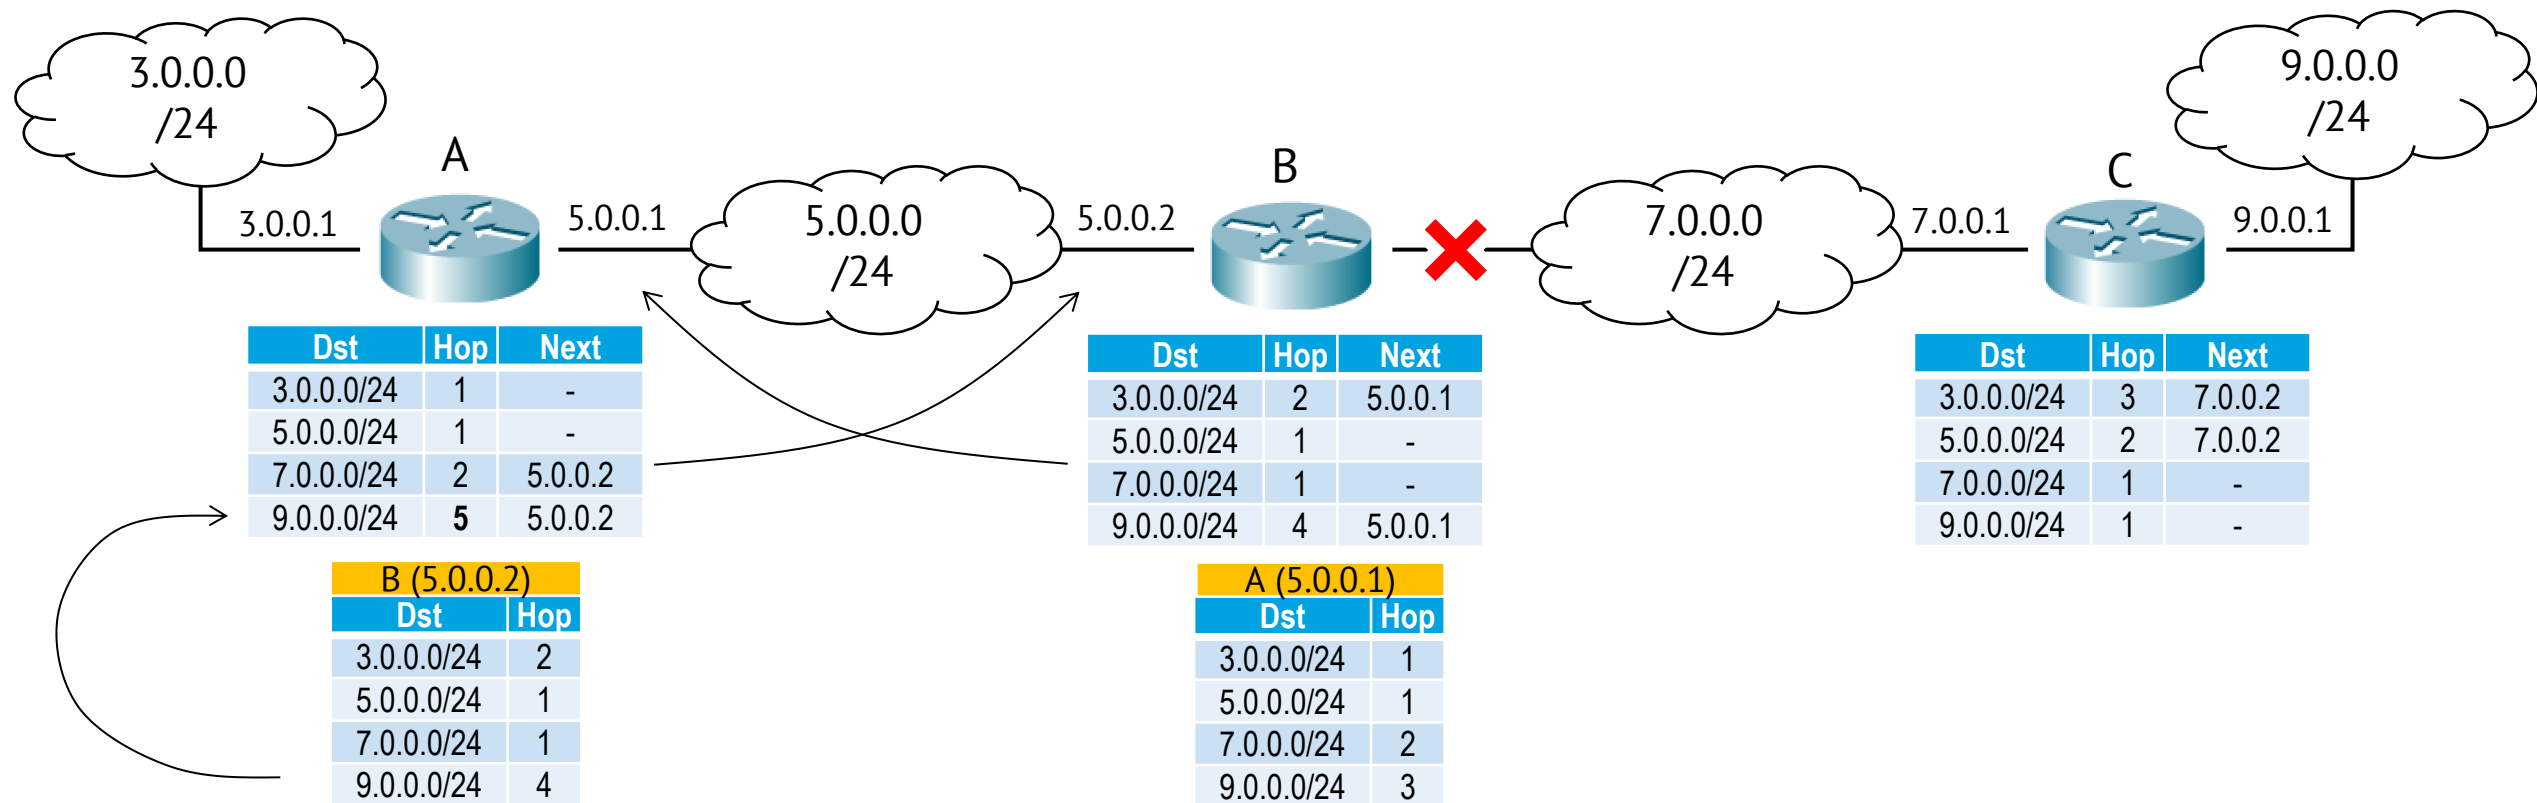 3.0.0.0
/24
A
3.0.0.1
5.0.0.1
5.0.0.0
/24
5.0.0.2
B
7.0.0.0
/24
7.0.0.1
C
9.0.0.1
9.0.0.0
/24
Dst Hop Next
3.0.0.0/24 1 -
5.0.0.0/24 1 -
7.0.0.0/24 2 5.0.0.2
9.0.0.0/24 5 5.0.0.2
B (5.0.0.2)
Dst Hop
3.0.0.0/24 2
5.0.0.0/24 1
7.0.0.0/24 1
9.0.0.0/24 4
Dst Hop Next
3.0.0.0/24 2 5.0.0.1
5.0.0.0/24 1 -
7.0.0.0/24 1 -
9.0.0.0/24 4 5.0.0.1
A (5.0.0.1)
Dst Hop
3.0.0.0/24 1
5.0.0.0/24 1
7.0.0.0/24 2
9.0.0.0/24 3
Dst Hop Next
3.0.0.0/24 3 7.0.0.2
5.0.0.0/24 2 7.0.0.2
7.0.0.0/24 1 -
9.0.0.0/24 1 -